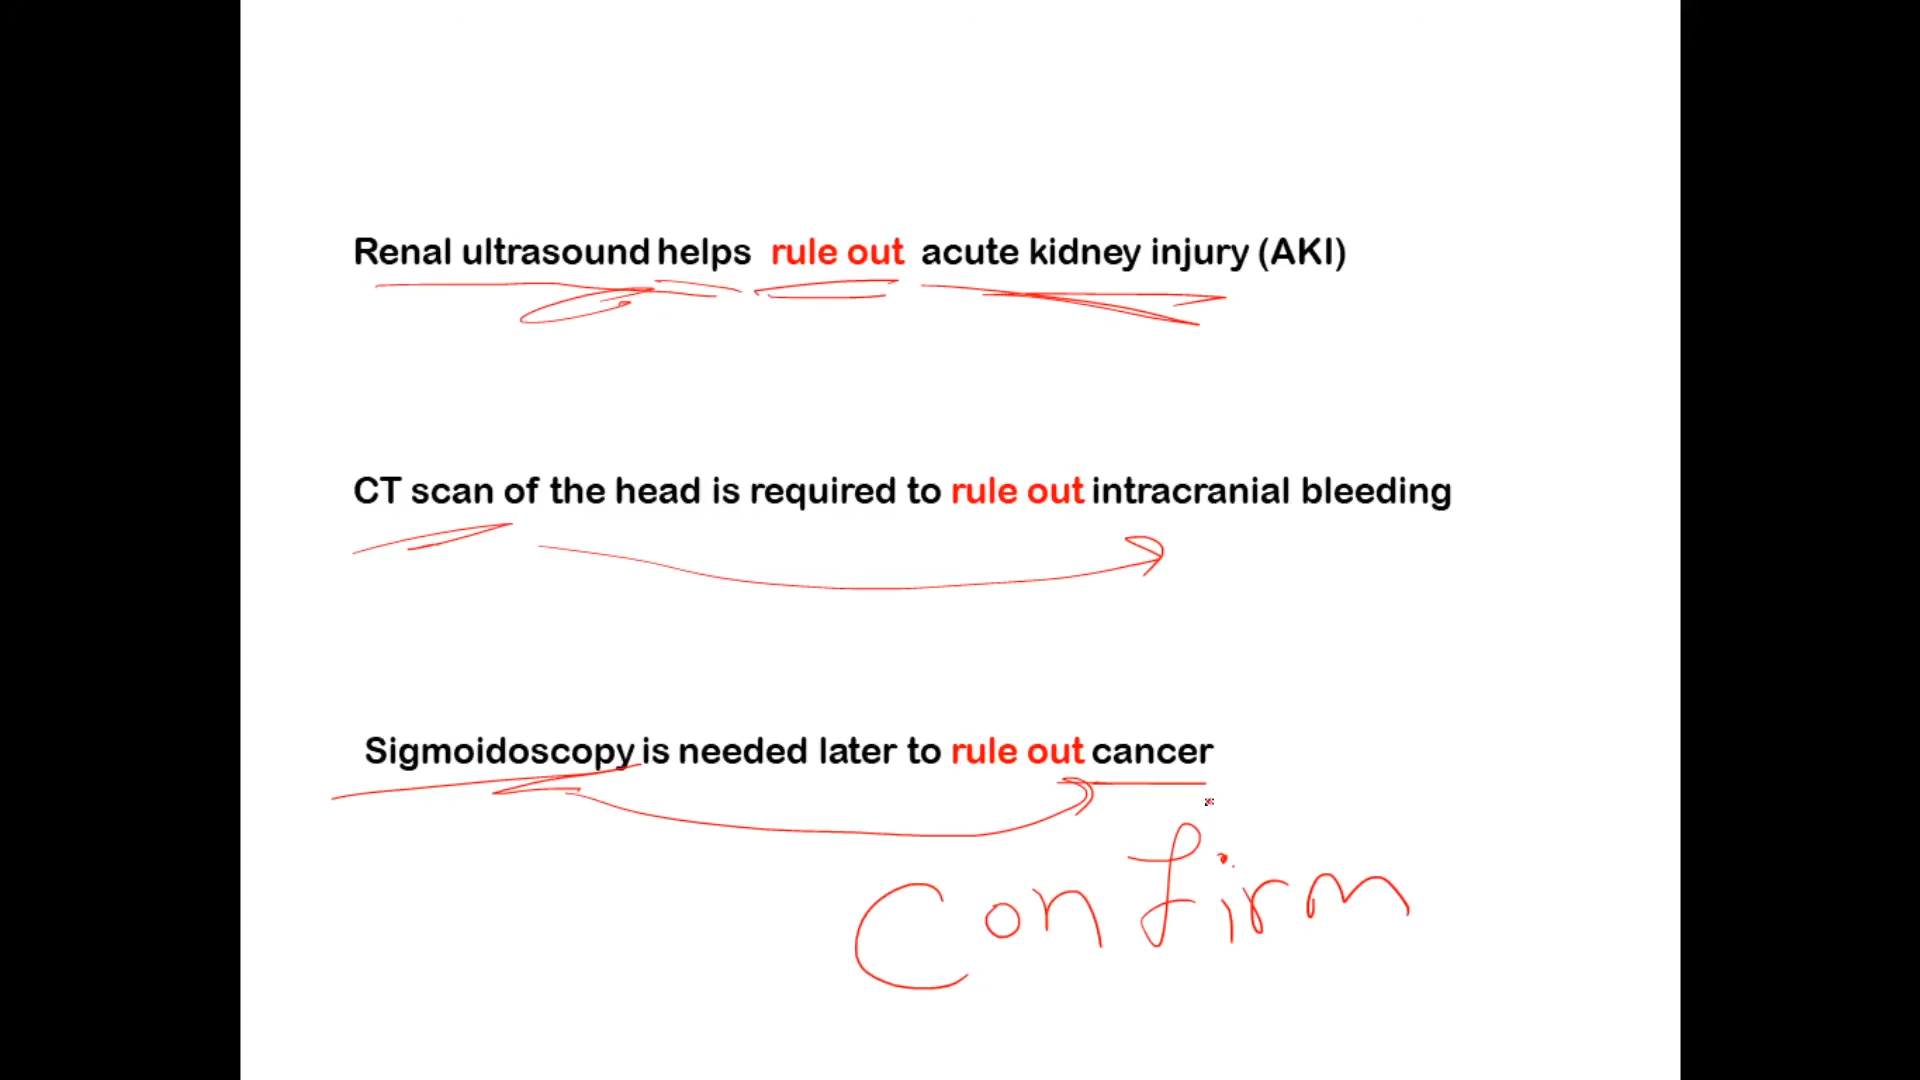 Renal ultrasound helps rule out acute kidney injury (AKI)
CT scan of the head is required to rule out intracranial bleeding
Sigmoidoscopy is needed later to rule out cancer
Confirm